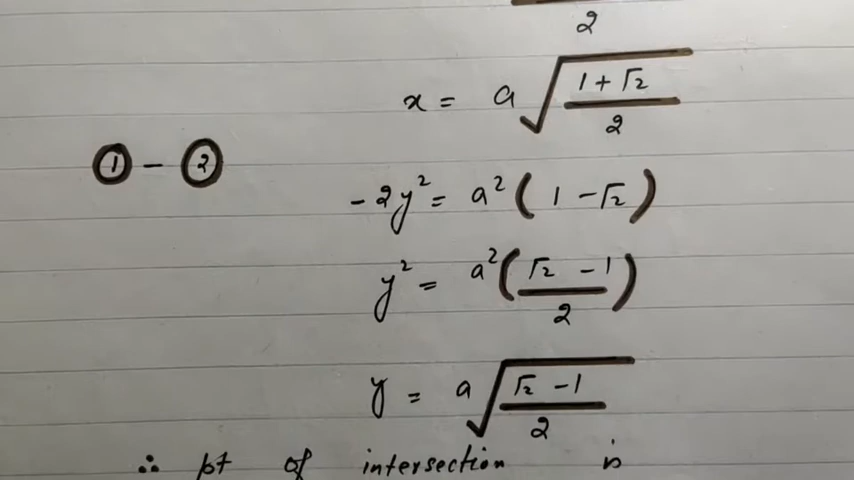 2
x = a √((1 + √2)/2)
① - ②
-2y² = a² (1 - √2)
y² = a² ((√2 - 1)/2)
y = a √((√2 - 1)/2)
∴ pt of intersection is